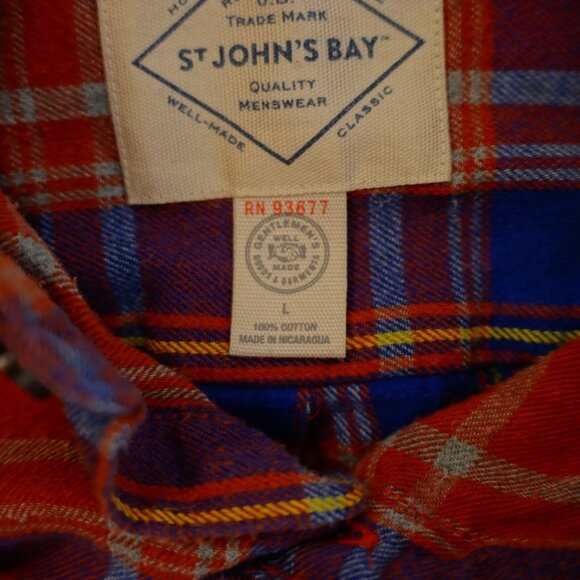 TRADE MARK
ST JOHN'S BAY™
QUALITY
MENSWEAR
WELL-MADE
CLASSIC
RN 93677
GENTLEMEN'S
WELL
MADE
GOODS & GARMENTS
L
100% COTTON
MADE IN NICARAGUA